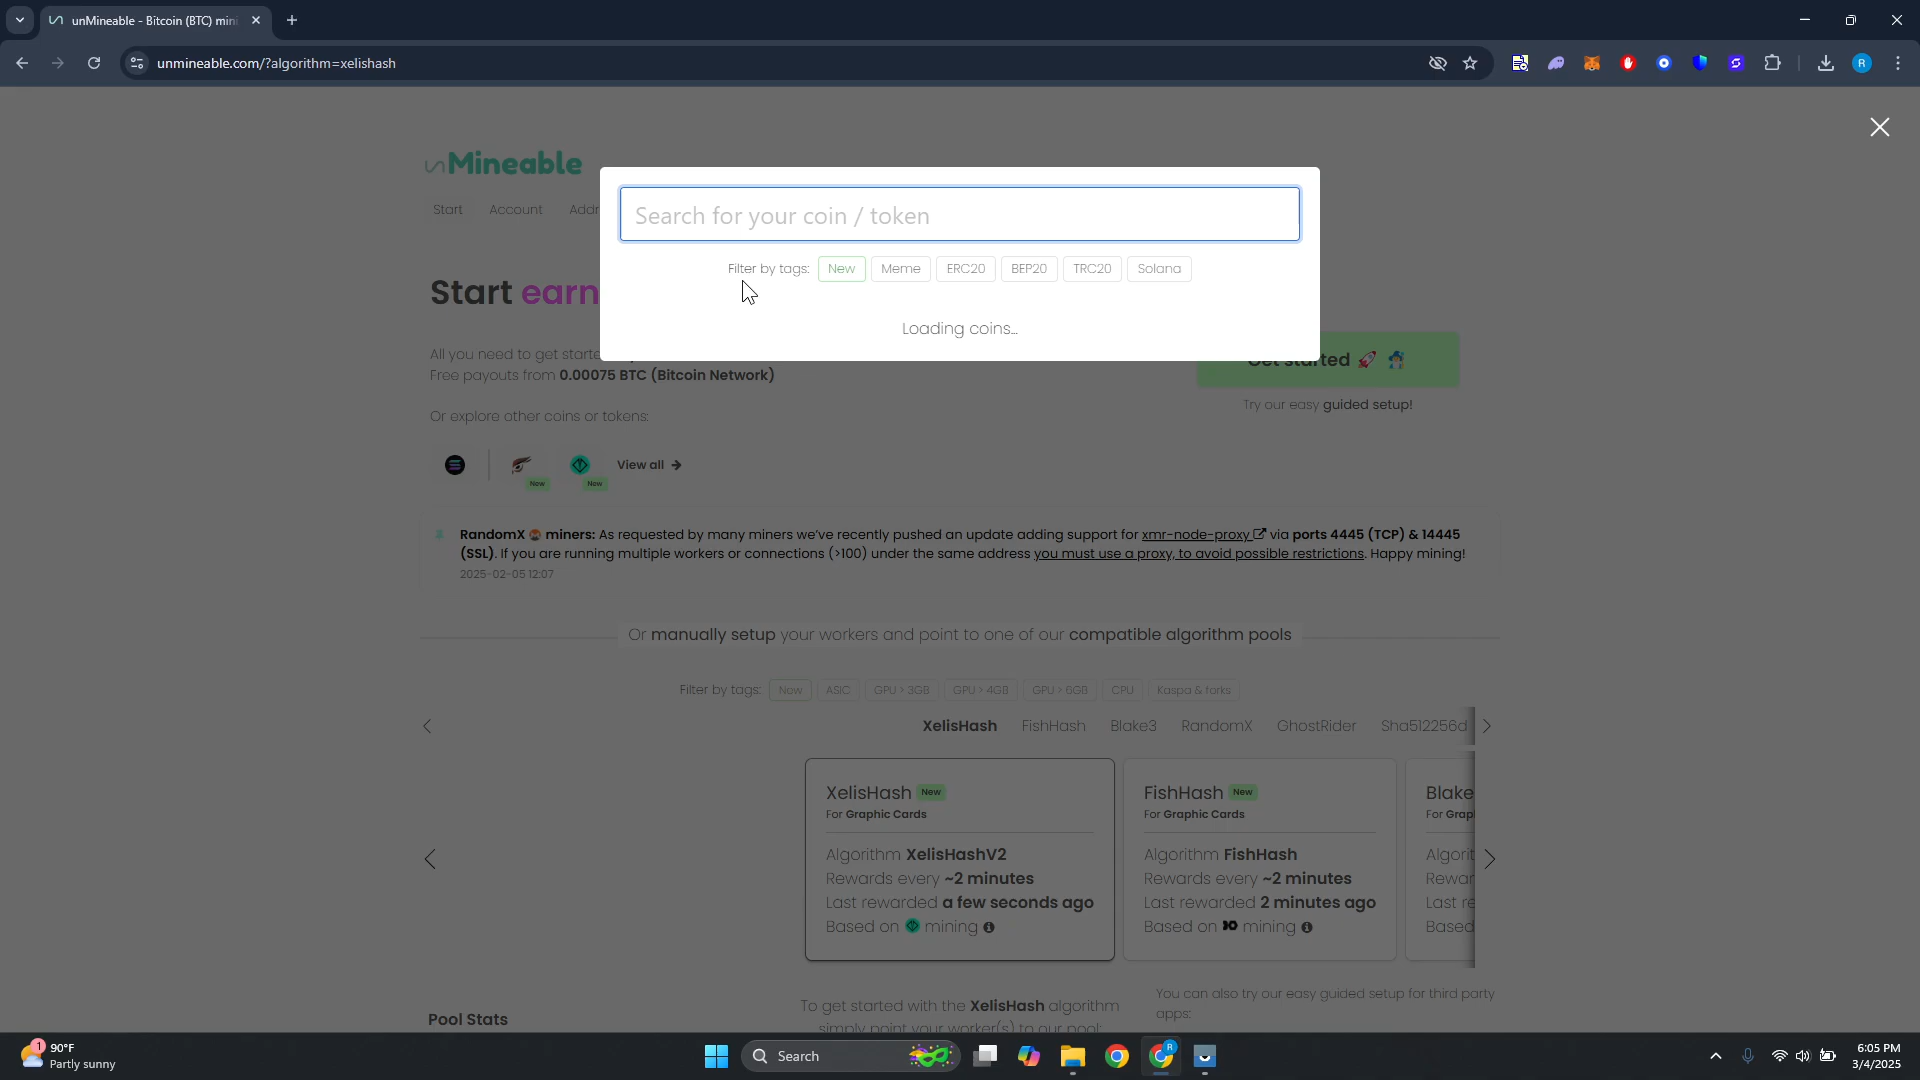 unMineable - Bitcoin (BTC) min
unmineable.com/?algorithm=xelishash
R
unMineable
Start Account Addr
Search for your coin / token
Filter by tags: New Meme ERC20 BEP20 TRC20 Solana
Loading coins...
Start earn
All you need to get starte
Free payouts from 0.00075 BTC (Bitcoin Network)
Get started
Try our easy guided setup!
Or explore other coins or tokens:
New New View all
RandomX miners: As requested by many miners we've recently pushed an update adding support for xmr-node-proxy via ports 4445 (TCP) & 14445
(SSL). If you are running multiple workers or connections (>100) under the same address you must use a proxy, to avoid possible restrictions. Happy mining!
2025-02-05 12:07
Or manually setup your workers and point to one of our compatible algorithm pools
Filter by tags: New ASIC GPU > 3GB GPU > 4GB GPU > 6GB CPU Kaspa & forks
XelisHash FishHash Blake3 RandomX GhostRider Sha512256d
XelisHash New
For Graphic Cards
Algorithm XelisHashV2
Rewards every ~2 minutes
Last rewarded a few seconds ago
Based on mining
FishHash New
For Graphic Cards
Algorithm FishHash
Rewards every ~2 minutes
Last rewarded 2 minutes ago
Based on mining
Blake
For Grap
Algorit
Rewar
Last re
Based
Pool Stats
To get started with the XelisHash algorithm
simply point your worker(s) to our pool:
You can also try our easy guided setup for third party
apps:
1
90°F
Partly sunny
Search
R
6:05 PM
3/4/2025